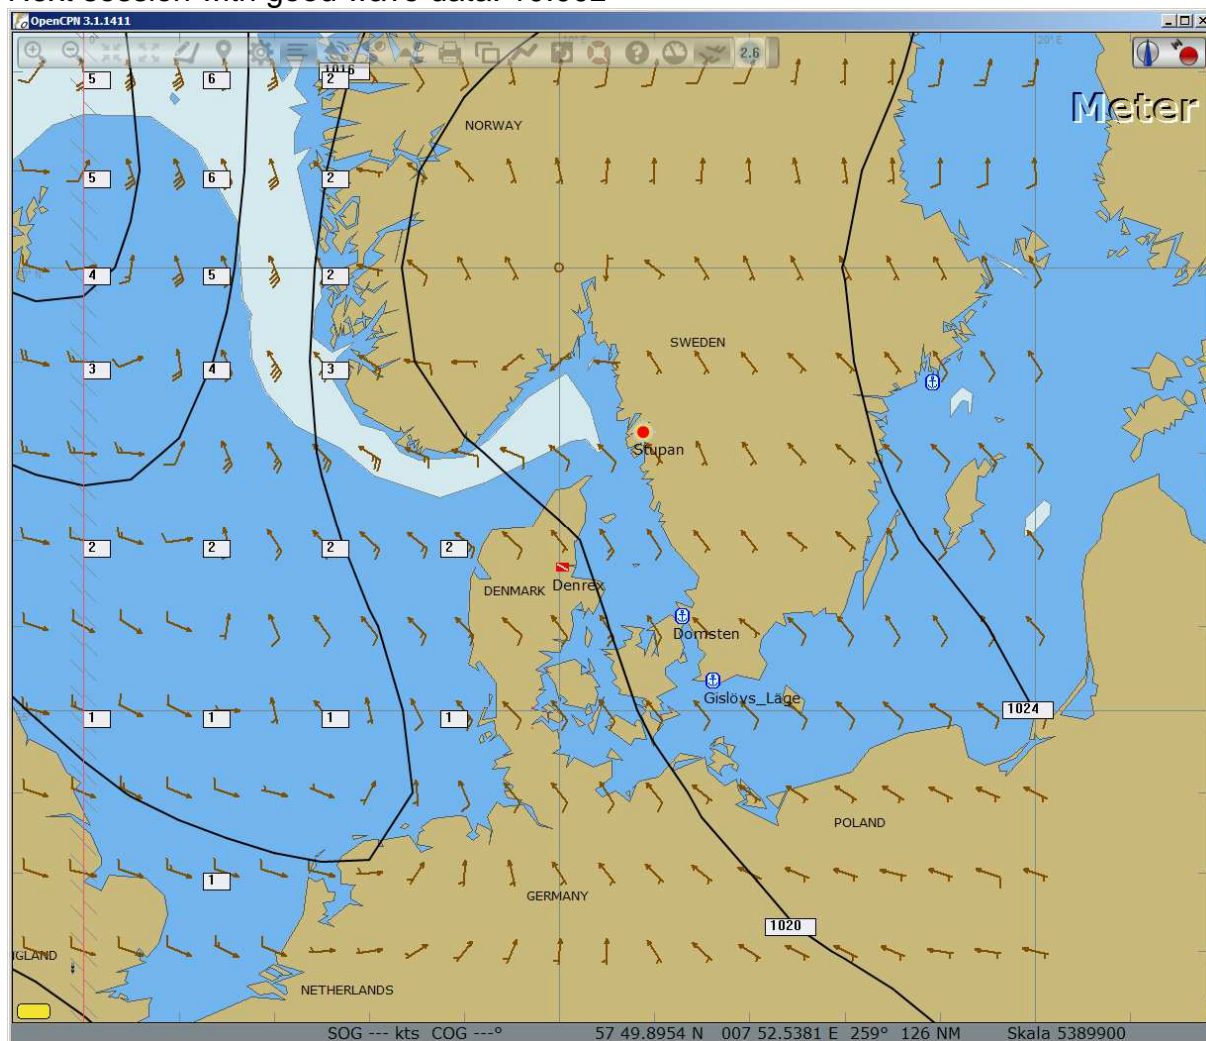 Next session with good wave data:
OpenCPN 3.1.1411
20° E
2.6
1016
5 6 2
Meter
NORWAY
5 6 2
4 5 2
SWEDEN
3 4 3
Stupan
2 2 2 2
Denrex
DENMARK
Domsten
Gislövs_Läge
1024
1 1 1 1
POLAND
1
GERMANY
1020
NETHERLANDS
SOG --- kts COG ---° 57 49.8954 N 007 52.5381 E 259° 126 NM Skala 5389900